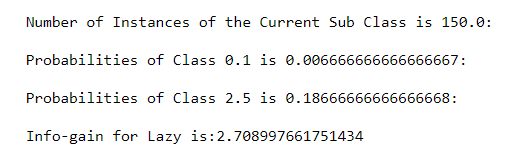 Number of Instances of the Current Sub Class is 150.0:
Probabilities of Class 0.1 is 0.006666666666666667:
Probabilities of Class 2.5 is 0.18666666666666668:
Info-gain for Lazy is:2.708997661751434